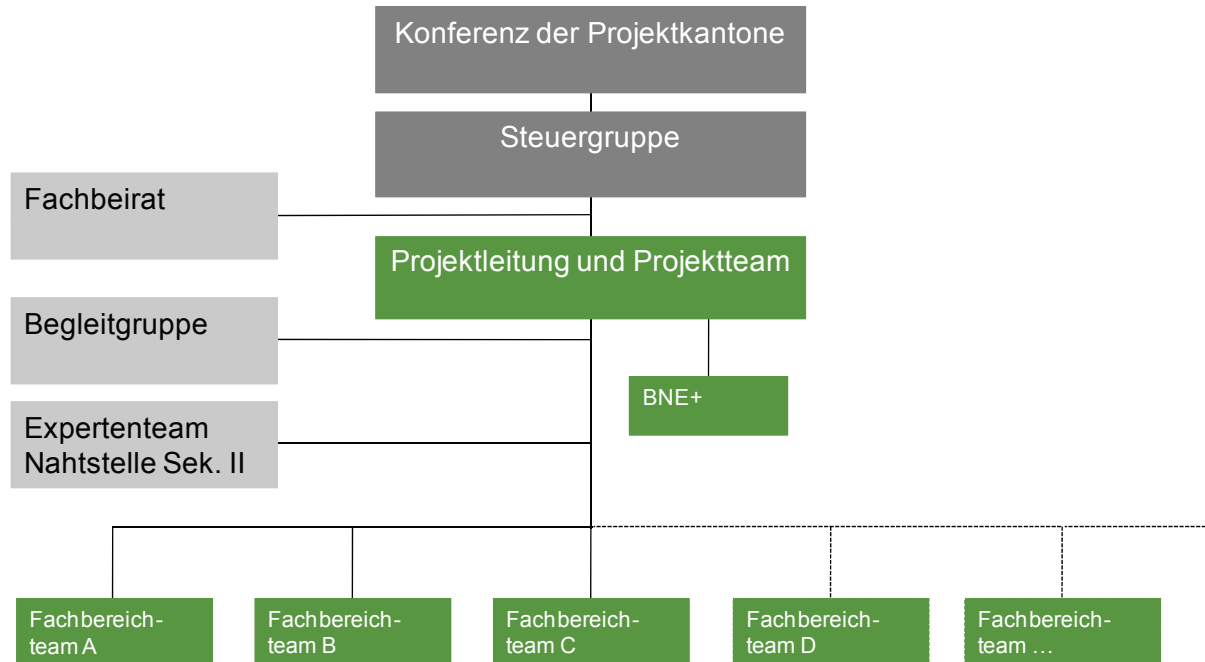 Konferenz der Projektkantone
Steuergruppe
Fachbeirat
Projektleitung und Projektteam
Begleitgruppe
BNE+
Expertenteam
Nahtstelle Sek. II
Fachbereich-
team A
Fachbereich-
team B
Fachbereich-
team C
Fachbereich-
team D
Fachbereich-
team ...